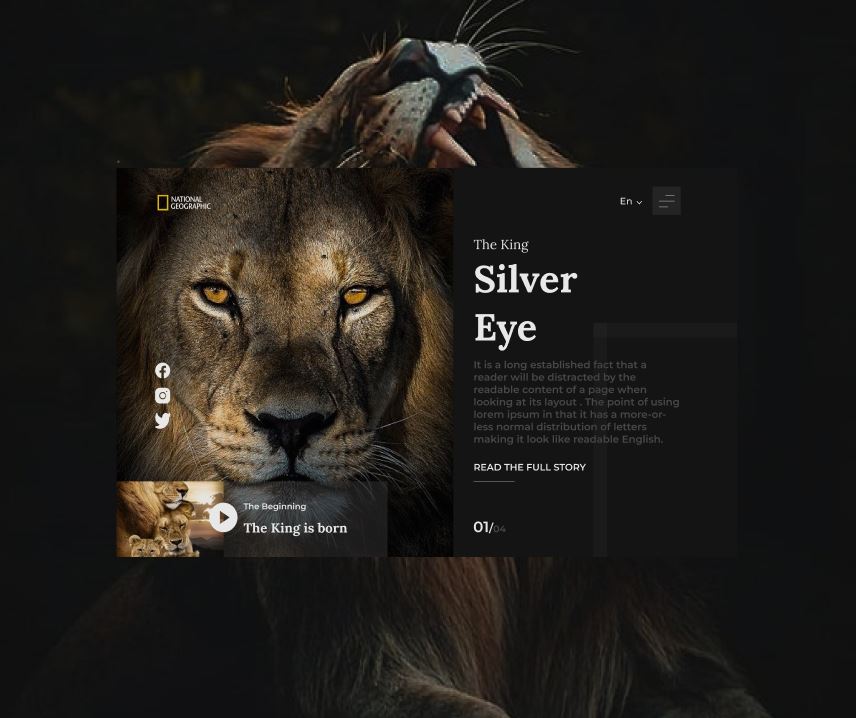 NATIONAL
GEOGRAPHIC
En
The King
Silver
Eye
It is a long established fact that a
reader will be distracted by the
readable content of a page when
looking at its layout . The point of using
lorem ipsum in that it has a more-or-
less normal distribution of letters
making it look like readable English.
READ THE FULL STORY
The Beginning
The King is born
01/04